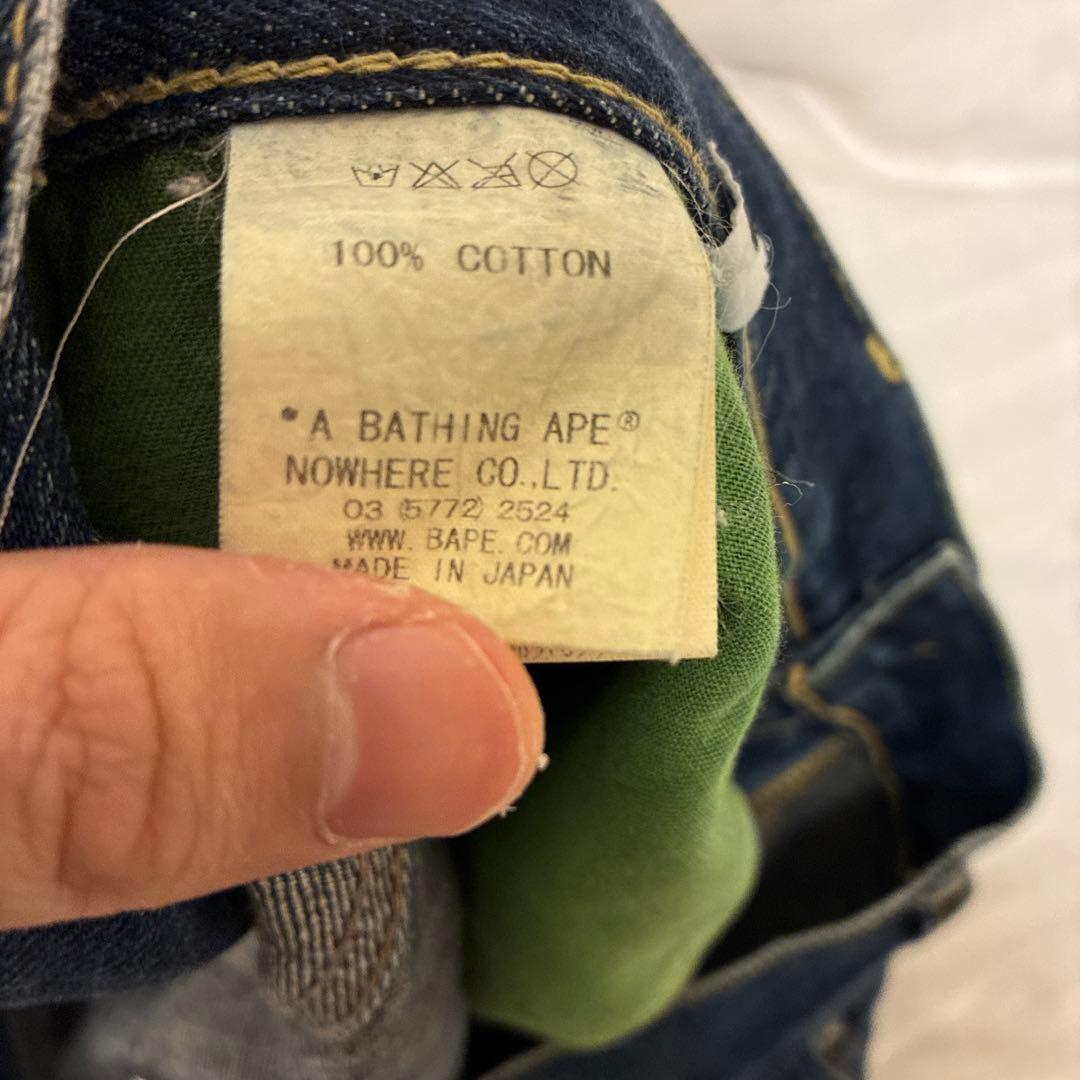 100% COTTON
"A BATHING APE®
NOWHERE CO.,LTD.
03 (5772) 2524
WWW. BAPE. COM
MADE IN JAPAN